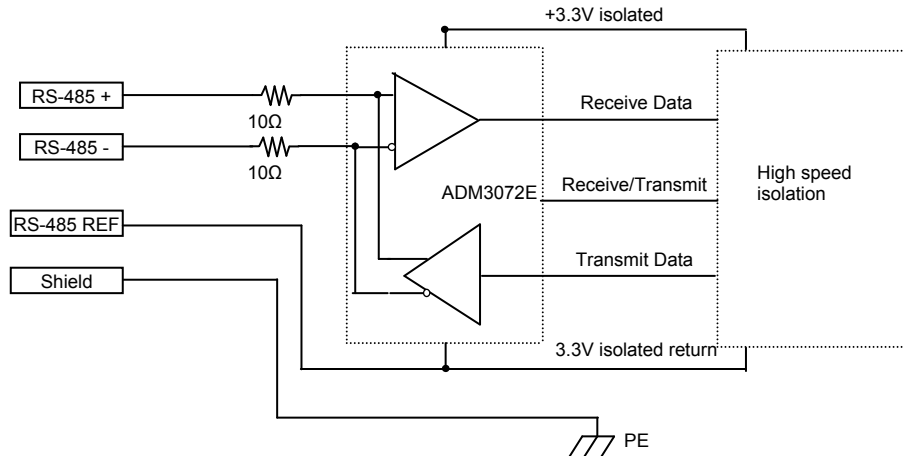 +3.3V isolated
RS-485 +
10Ω
Receive Data
RS-485 -
10Ω
High speed
isolation
ADM3072E
Receive/Transmit
RS-485 REF
Transmit Data
Shield
3.3V isolated return
PE